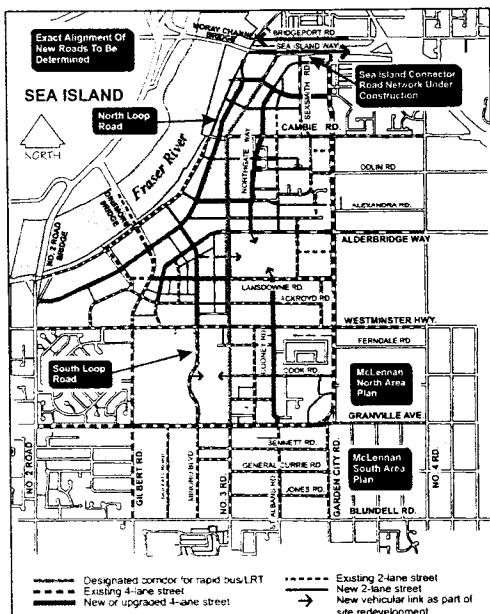 Exact Alignment Of
New Roads To Be
Determined
MORAY CHANNEL
BRIDGE
BRIDGEPORT RD
SEA ISLAND WAY
SEXSMITH RD
Sea Island Connector
Road Network Under
Construction
SEA ISLAND
NORTH
North Loop
Road
Fraser River
NORTHGATE WAY
CAMBIE RD.
ODLIN RD
ALEXANDRA RD.
DINSMORE
BRIDGE
NO. 2 ROAD
BRIDGE
ALDERBRIDGE WAY
LANSDOWNE RD.
ACKROYD RD.
WESTMINSTER HWY.
FERNDALE RD
South Loop
Road
COOK RD.
McLennan
North Area
Plan
GRANVILLE AVE.
BENNETT RD.
GENERAL CURRIE RD
JONES RD.
McLennan
South Area
Plan
BLUNDELL RD.
NO. 2 ROAD
GILBERT RD.
MINORU BLVD
NO. 3 RD
ST ALBANS RD
GARDEN CITY RD.
NO. 4 RD.
Designated corridor for rapid bus/LRT
Existing 4-lane street
New or upgraded 4-lane street
Existing 2-lane street
New 2-lane street
New vehicular link as part of
site redevelopment